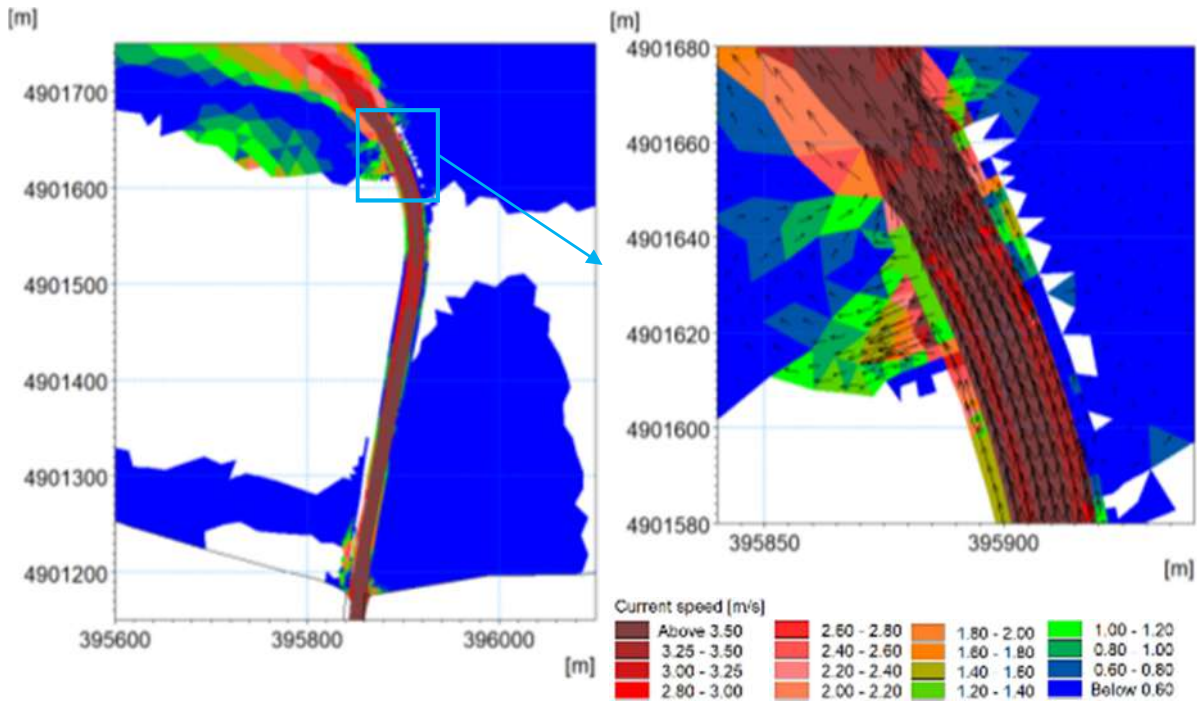 [m]
4901700
4901600
4901500
4901400
4901300
4901200
395600 395800 396000
[m]
[m]
4901680
4901660
4901640
4901620
4901600
4901580
395850 395900
[m]
Current speed [m/s]
Above 3.50 2.60 - 2.80 1.80 - 2.00 1.00 - 1.20
3.25 - 3.50 2.40 - 2.60 1.60 - 1.80 0.80 - 1.00
3.00 - 3.25 2.20 - 2.40 1.40 - 1.60 0.60 - 0.80
2.80 - 3.00 2.00 - 2.20 1.20 - 1.40 Below 0.60